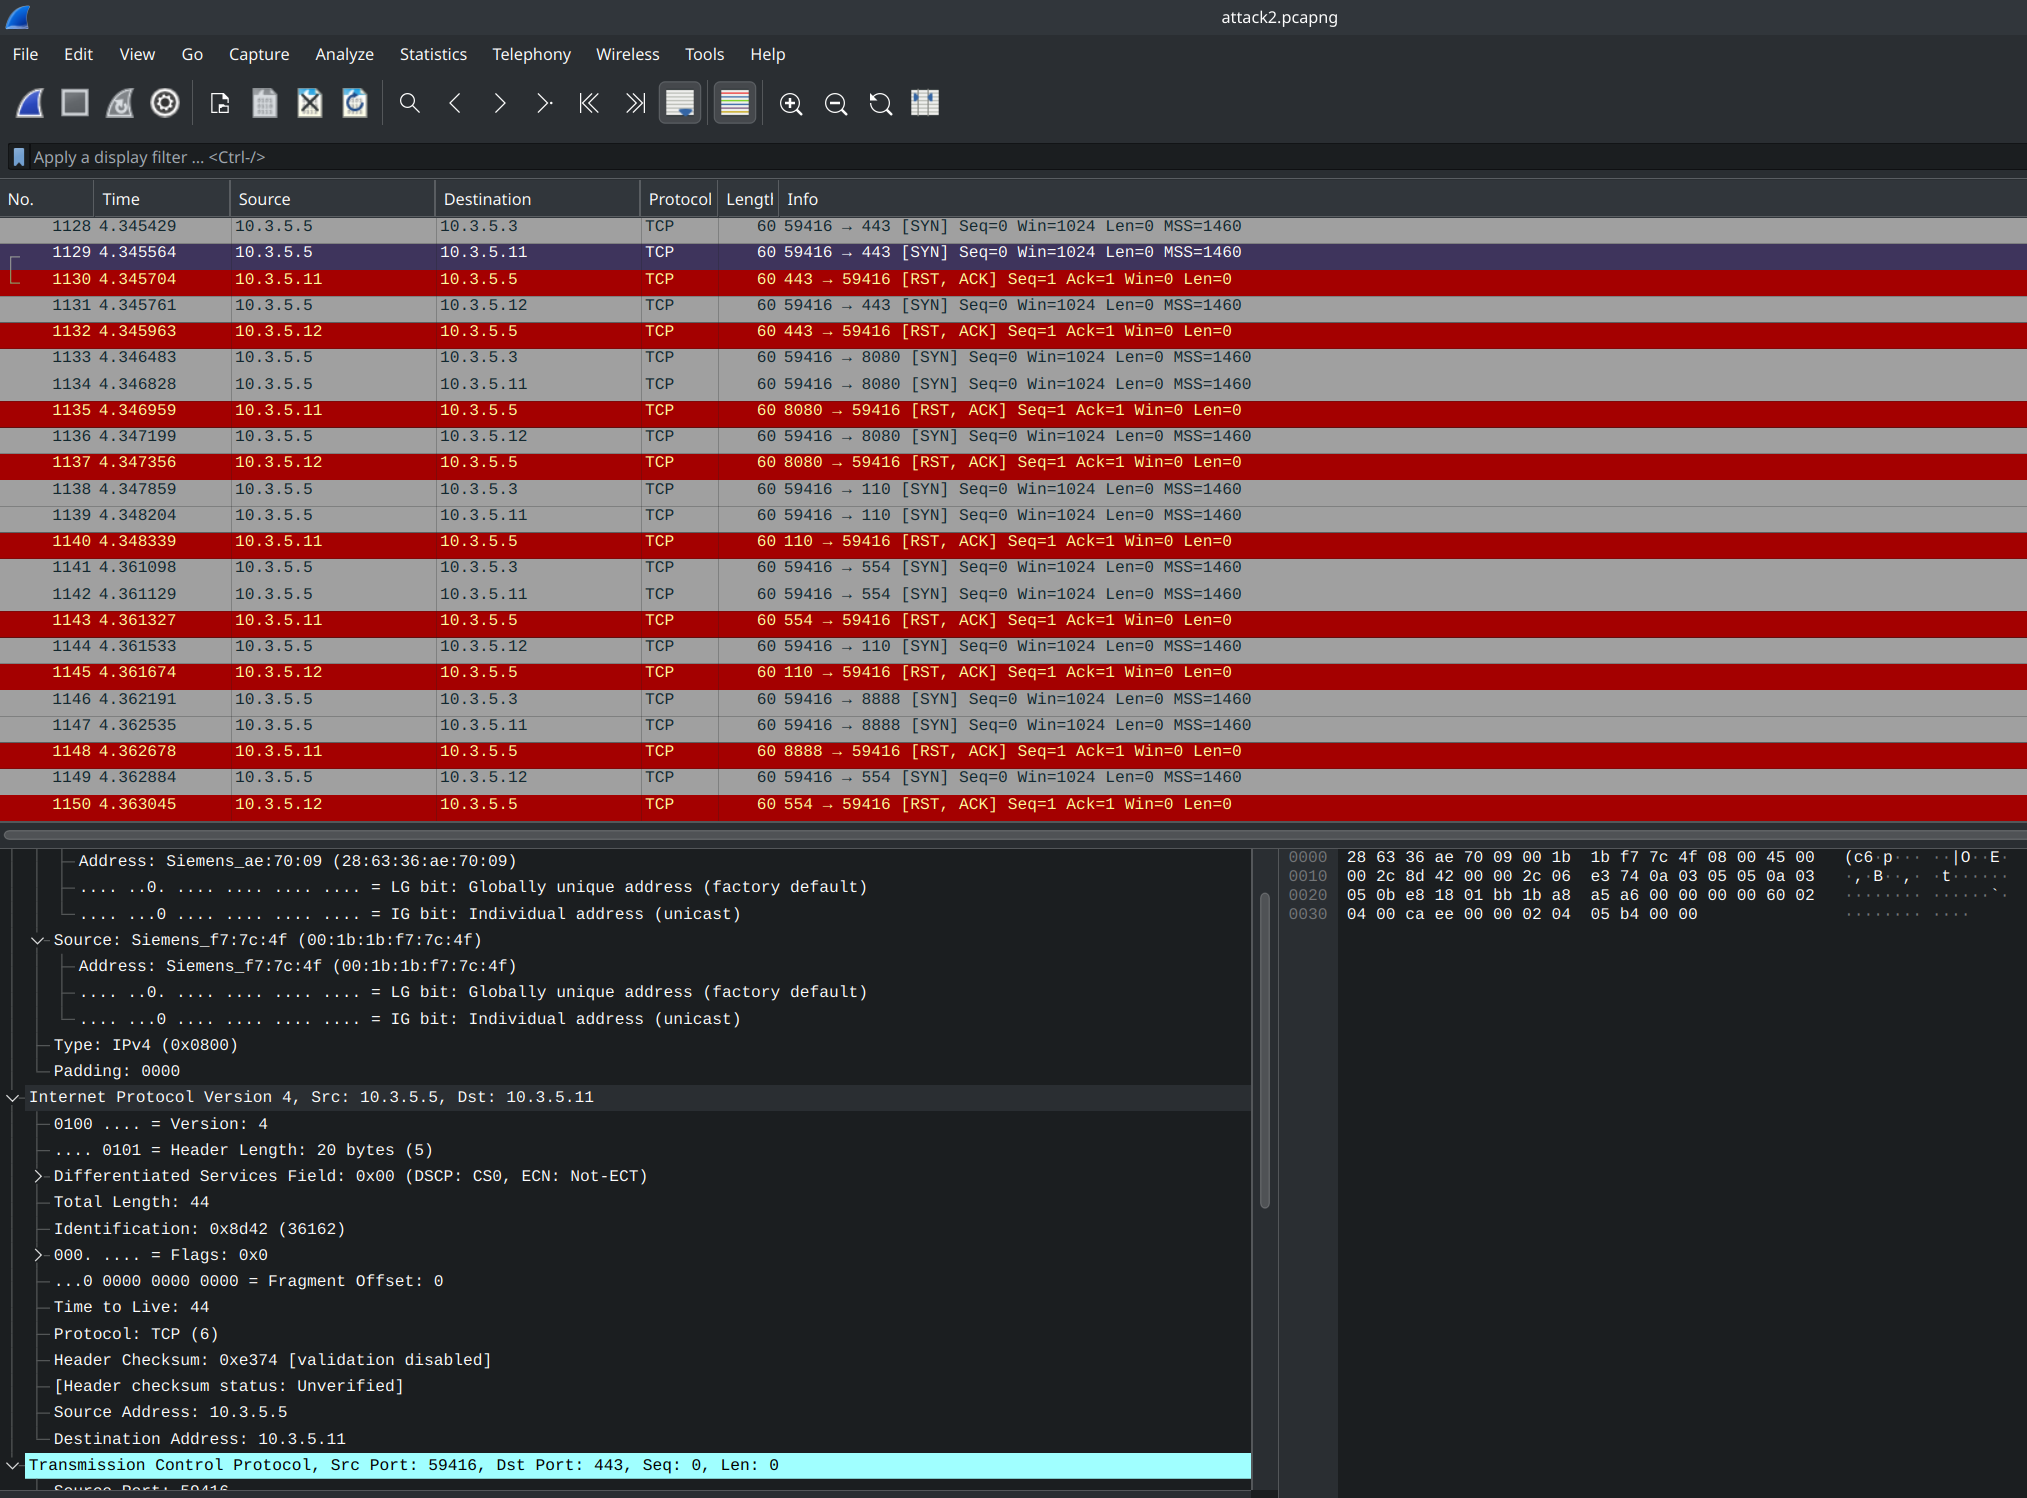 attack2.pcapng
File Edit View Go Capture Analyze Statistics Telephony Wireless Tools Help
Apply a display filter ... <Ctrl-/>
No. Time Source Destination Protocol Lengtl Info
1128 4.345429 10.3.5.5 10.3.5.3 TCP 60 59416 → 443 [SYN] Seq=0 Win=1024 Len=0 MSS=1460
1129 4.345564 10.3.5.5 10.3.5.11 TCP 60 59416 → 443 [SYN] Seq=0 Win=1024 Len=0 MSS=1460
1130 4.345704 10.3.5.11 10.3.5.5 TCP 60 443 → 59416 [RST, ACK] Seq=1 Ack=1 Win=0 Len=0
1131 4.345761 10.3.5.5 10.3.5.12 TCP 60 59416 → 443 [SYN] Seq=0 Win=1024 Len=0 MSS=1460
1132 4.345963 10.3.5.12 10.3.5.5 TCP 60 443 → 59416 [RST, ACK] Seq=1 Ack=1 Win=0 Len=0
1133 4.346483 10.3.5.5 10.3.5.3 TCP 60 59416 → 8080 [SYN] Seq=0 Win=1024 Len=0 MSS=1460
1134 4.346828 10.3.5.5 10.3.5.11 TCP 60 59416 → 8080 [SYN] Seq=0 Win=1024 Len=0 MSS=1460
1135 4.346959 10.3.5.11 10.3.5.5 TCP 60 8080 → 59416 [RST, ACK] Seq=1 Ack=1 Win=0 Len=0
1136 4.347199 10.3.5.5 10.3.5.12 TCP 60 59416 → 8080 [SYN] Seq=0 Win=1024 Len=0 MSS=1460
1137 4.347356 10.3.5.12 10.3.5.5 TCP 60 8080 → 59416 [RST, ACK] Seq=1 Ack=1 Win=0 Len=0
1138 4.347859 10.3.5.5 10.3.5.3 TCP 60 59416 → 110 [SYN] Seq=0 Win=1024 Len=0 MSS=1460
1139 4.348204 10.3.5.5 10.3.5.11 TCP 60 59416 → 110 [SYN] Seq=0 Win=1024 Len=0 MSS=1460
1140 4.348339 10.3.5.11 10.3.5.5 TCP 60 110 → 59416 [RST, ACK] Seq=1 Ack=1 Win=0 Len=0
1141 4.361098 10.3.5.5 10.3.5.3 TCP 60 59416 → 554 [SYN] Seq=0 Win=1024 Len=0 MSS=1460
1142 4.361129 10.3.5.5 10.3.5.11 TCP 60 59416 → 554 [SYN] Seq=0 Win=1024 Len=0 MSS=1460
1143 4.361327 10.3.5.11 10.3.5.5 TCP 60 554 → 59416 [RST, ACK] Seq=1 Ack=1 Win=0 Len=0
1144 4.361533 10.3.5.5 10.3.5.12 TCP 60 59416 → 110 [SYN] Seq=0 Win=1024 Len=0 MSS=1460
1145 4.361674 10.3.5.12 10.3.5.5 TCP 60 110 → 59416 [RST, ACK] Seq=1 Ack=1 Win=0 Len=0
1146 4.362191 10.3.5.5 10.3.5.3 TCP 60 59416 → 8888 [SYN] Seq=0 Win=1024 Len=0 MSS=1460
1147 4.362535 10.3.5.5 10.3.5.11 TCP 60 59416 → 8888 [SYN] Seq=0 Win=1024 Len=0 MSS=1460
1148 4.362678 10.3.5.11 10.3.5.5 TCP 60 8888 → 59416 [RST, ACK] Seq=1 Ack=1 Win=0 Len=0
1149 4.362884 10.3.5.5 10.3.5.12 TCP 60 59416 → 554 [SYN] Seq=0 Win=1024 Len=0 MSS=1460
1150 4.363045 10.3.5.12 10.3.5.5 TCP 60 554 → 59416 [RST, ACK] Seq=1 Ack=1 Win=0 Len=0
Address: Siemens_ae:70:09 (28:63:36:ae:70:09)
.... ..0. .... .... .... .... = LG bit: Globally unique address (factory default)
.... ...0 .... .... .... .... = IG bit: Individual address (unicast)
Source: Siemens_f7:7c:4f (00:1b:1b:f7:7c:4f)
Address: Siemens_f7:7c:4f (00:1b:1b:f7:7c:4f)
.... ..0. .... .... .... .... = LG bit: Globally unique address (factory default)
.... ...0 .... .... .... .... = IG bit: Individual address (unicast)
Type: IPv4 (0x0800)
Padding: 0000
Internet Protocol Version 4, Src: 10.3.5.5, Dst: 10.3.5.11
0100 .... = Version: 4
.... 0101 = Header Length: 20 bytes (5)
Differentiated Services Field: 0x00 (DSCP: CS0, ECN: Not-ECT)
Total Length: 44
Identification: 0x8d42 (36162)
000. .... = Flags: 0x0
...0 0000 0000 0000 = Fragment Offset: 0
Time to Live: 44
Protocol: TCP (6)
Header Checksum: 0xe374 [validation disabled]
[Header checksum status: Unverified]
Source Address: 10.3.5.5
Destination Address: 10.3.5.11
Transmission Control Protocol, Src Port: 59416, Dst Port: 443, Seq: 0, Len: 0
Source Port: 59416
0000 28 63 36 ae 70 09 00 1b 1b f7 7c 4f 08 00 45 00 (c6·p··· ··|O··E·
0010 00 2c 8d 42 00 00 2c 06 e3 74 0a 03 05 05 0a 03 ·,·B··,· ·t······
0020 05 0b e8 18 01 bb 1b a8 a5 a6 00 00 00 00 60 02 ········ ······`·
0030 04 00 ca ee 00 00 02 04 05 b4 00 00 ········ ····